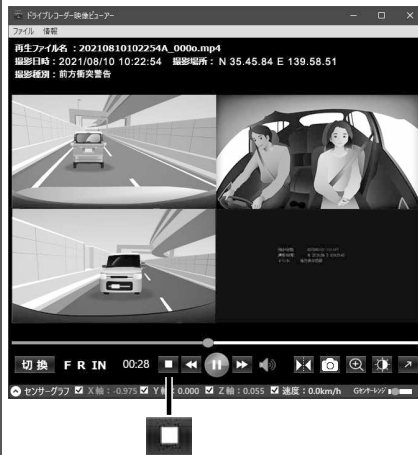 ドライブレコーダー映像ビューアー
ファイル 情報
再生ファイル名 : 20210810102254A_000o.mp4
撮影日時 : 2021/08/10 10:22:54 撮影場所 : N 35.45.84 E 139.58.51
撮影種別 : 前方衝突警告
切換 F R IN 00:28
センサーグラフ X軸 : -0.975 Y軸 : 0.000 Z軸 : 0.055 速度 : 0.0km/h Gセンサーレンジ